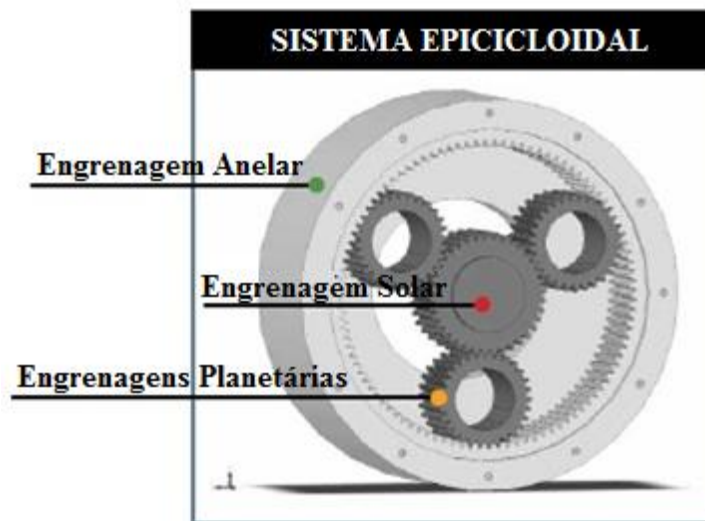 SISTEMA EPICICLOIDAL
Engrenagem Anelar
Engrenagem Solar
Engrenagens Planetárias